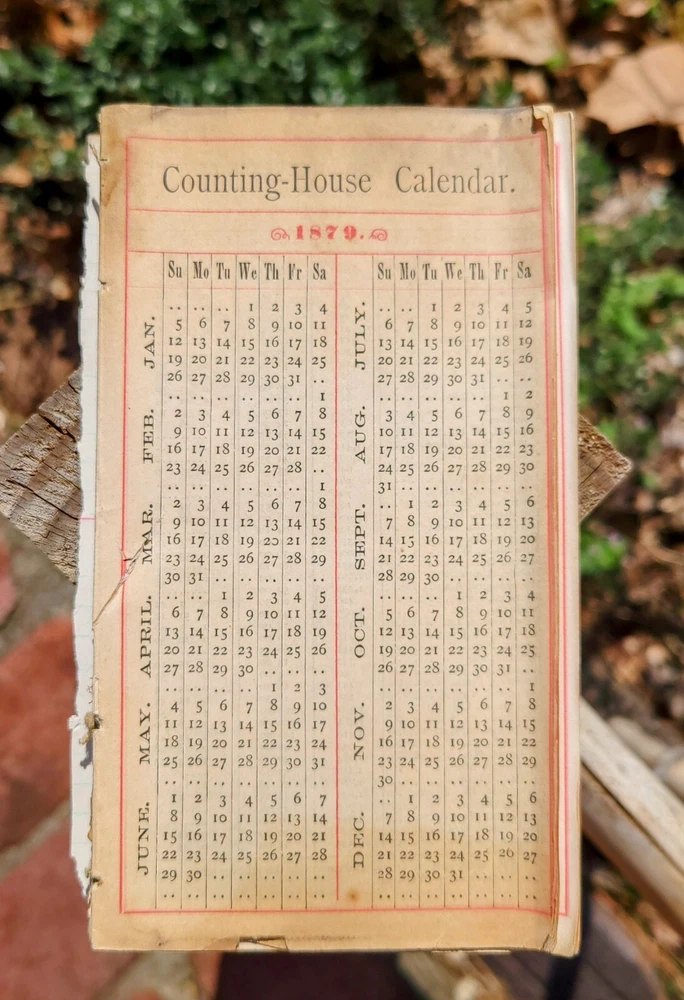 Counting-House Calendar.
1879.
Su Mo Tu We Th Fr Sa
JAN.
.. .. .. 1 2 3 4
5 6 7 8 9 10 11
12 13 14 15 16 17 18
19 20 21 22 23 24 25
26 27 28 29 30 31 ..
FEB.
.. .. .. .. .. .. 1
2 3 4 5 6 7 8
9 10 11 12 13 14 15
16 17 18 19 20 21 22
23 24 25 26 27 28 ..
MAR.
.. .. .. .. .. .. 1
2 3 4 5 6 7 8
9 10 11 12 13 14 15
16 17 18 19 20 21 22
23 24 25 26 27 28 29
30 31 .. .. .. .. ..
APRIL.
.. .. 1 2 3 4 5
6 7 8 9 10 11 12
13 14 15 16 17 18 19
20 21 22 23 24 25 26
27 28 29 30 .. .. ..
MAY.
.. .. .. .. 1 2 3
4 5 6 7 8 9 10
11 12 13 14 15 16 17
18 19 20 21 22 23 24
25 26 27 28 29 30 31
.. .. .. .. .. .. ..
JUNE.
1 2 3 4 5 6 7
8 9 10 11 12 13 14
15 16 17 18 19 20 21
22 23 24 25 26 27 28
29 30 .. .. .. .. ..
.. .. .. .. .. .. ..
Su Mo Tu We Th Fr Sa
JULY.
.. .. 1 2 3 4 5
6 7 8 9 10 11 12
13 14 15 16 17 18 19
20 21 22 23 24 25 26
27 28 29 30 31 .. ..
AUG.
.. .. .. .. .. 1 2
3 4 5 6 7 8 9
10 11 12 13 14 15 16
17 18 19 20 21 22 23
24 25 26 27 28 29 30
31 .. .. .. .. .. ..
SEPT.
.. 1 2 3 4 5 6
7 8 9 10 11 12 13
14 15 16 17 18 19 20
21 22 23 24 25 26 27
28 29 30 .. .. .. ..
OCT.
.. .. .. 1 2 3 4
5 6 7 8 9 10 11
12 13 14 15 16 17 18
19 20 21 22 23 24 25
26 27 28 29 30 31 ..
NOV.
.. .. .. .. .. .. 1
2 3 4 5 6 7 8
9 10 11 12 13 14 15
16 17 18 19 20 21 22
23 24 25 26 27 28 29
30 .. .. .. .. .. ..
DEC.
.. 1 2 3 4 5 6
7 8 9 10 11 12 13
14 15 16 17 18 19 20
21 22 23 24 25 26 27
28 29 30 31 .. .. ..
.. .. .. .. .. .. ..